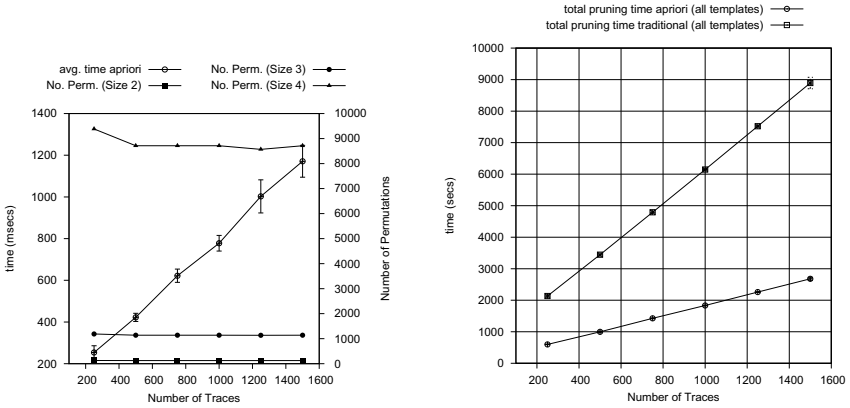 avg. time apriori
No. Perm. (Size 2)
No. Perm. (Size 3)
No. Perm. (Size 4)
1400
1200
1000
800
600
400
200
10000
9000
8000
7000
6000
5000
4000
3000
2000
1000
0
time (msecs)
Number of Permutations
200 400 600 800 1000 1200 1400 1600
Number of Traces
total pruning time apriori (all templates)
total pruning time traditional (all templates)
10000
9000
8000
7000
6000
5000
4000
3000
2000
1000
0
time (secs)
200 400 600 800 1000 1200 1400 1600
Number of Traces